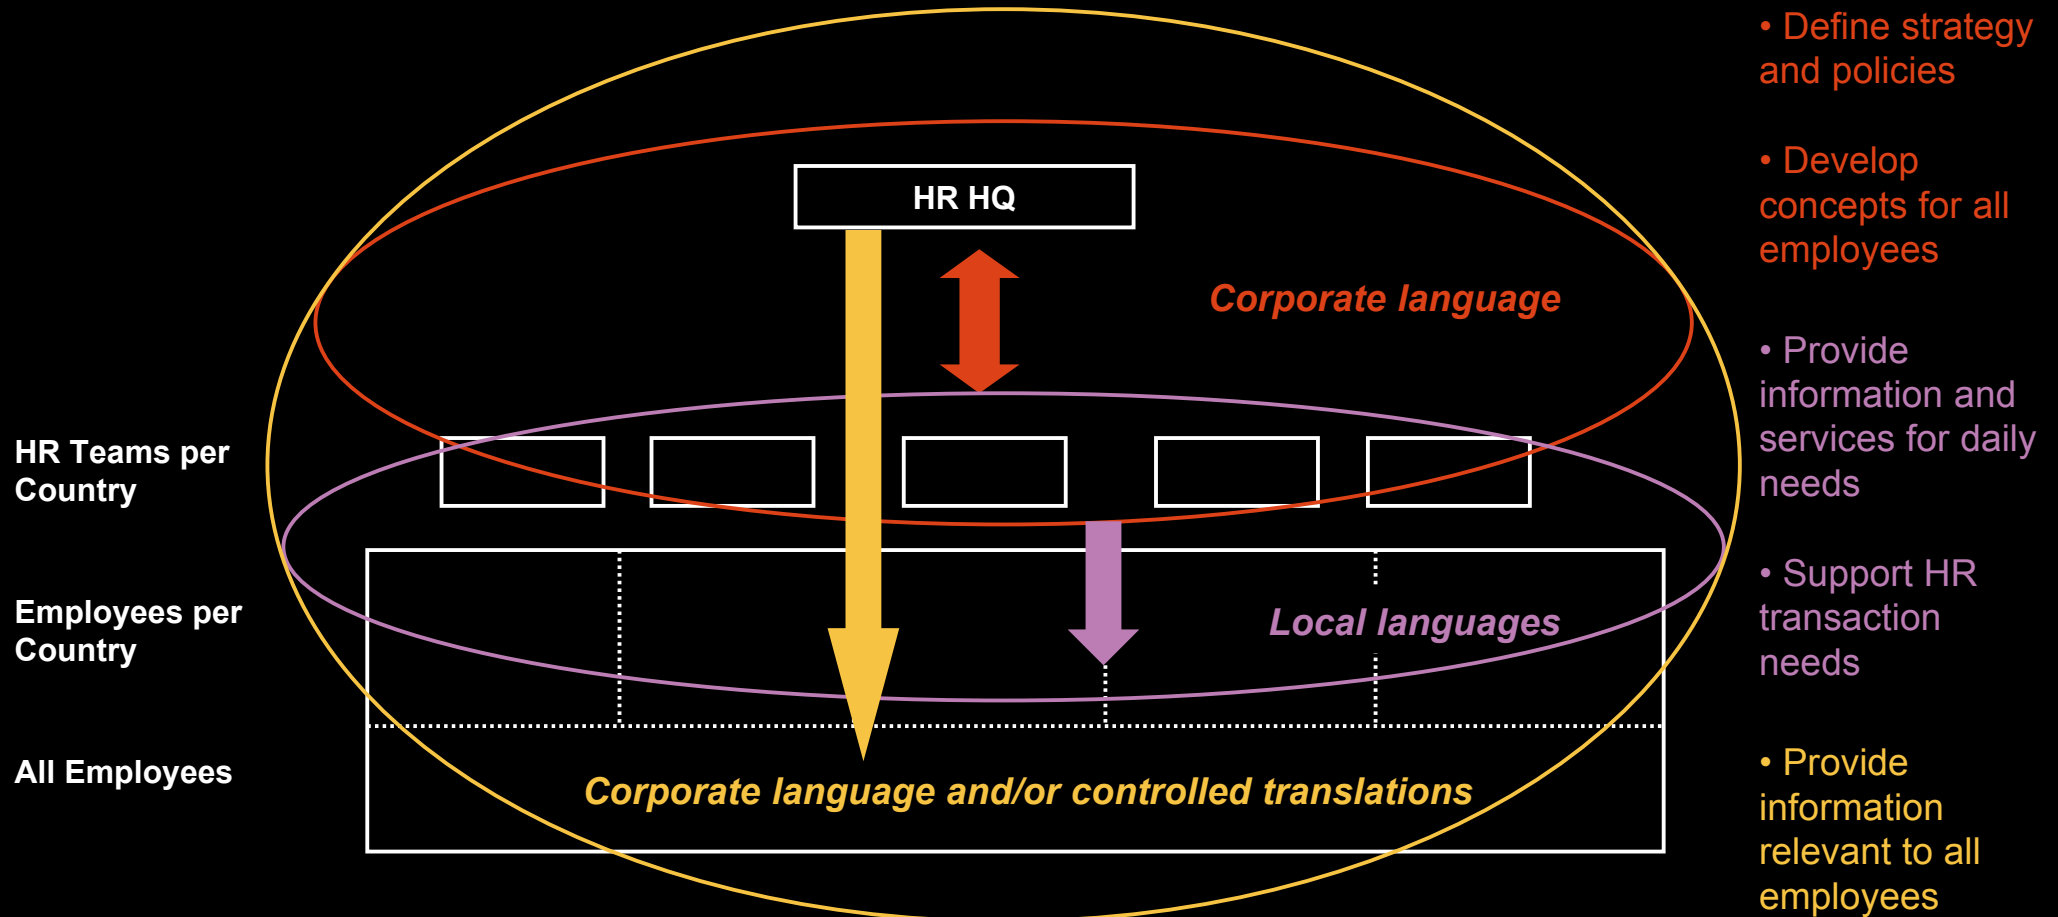 • Define strategy
and policies
• Develop
concepts for all
employees
HR HQ
Corporate language
• Provide
information and
services for daily
needs
HR Teams per
Country
• Support HR
transaction
needs
Employees per
Country
Local languages
• Provide
information
relevant to all
employees
All Employees
Corporate language and/or controlled translations